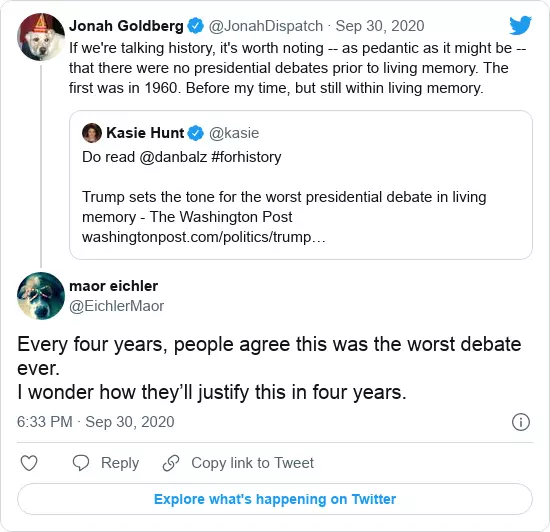 Jonah Goldberg @JonahDispatch · Sep 30, 2020
If we're talking history, it's worth noting -- as pedantic as it might be --
that there were no presidential debates prior to living memory. The
first was in 1960. Before my time, but still within living memory.
Kasie Hunt @kasie
Do read @danbalz #forhistory
Trump sets the tone for the worst presidential debate in living
memory - The Washington Post
washingtonpost.com/politics/trump…
maor eichler
@EichlerMaor
Every four years, people agree this was the worst debate
ever.
I wonder how they’ll justify this in four years.
6:33 PM · Sep 30, 2020
Reply
Copy link to Tweet
Explore what's happening on Twitter